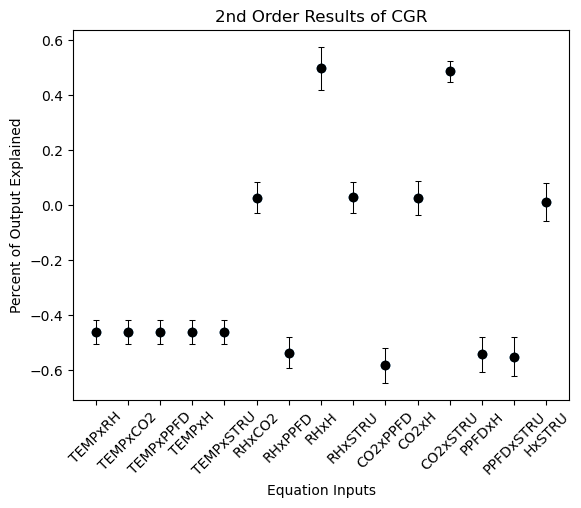 2nd Order Results of CGR
Percent of Output Explained
0.6
0.4
0.2
0.0
−0.2
−0.4
−0.6
TEMPxRH
TEMPxCO2
TEMPxPPFD
TEMPxH
TEMPxSTRU
RHxCO2
RHxPPFD
RHxH
RHxSTRU
CO2xPPFD
CO2xH
CO2xSTRU
PPFDxH
PPFDxSTRU
HxSTRU
Equation Inputs